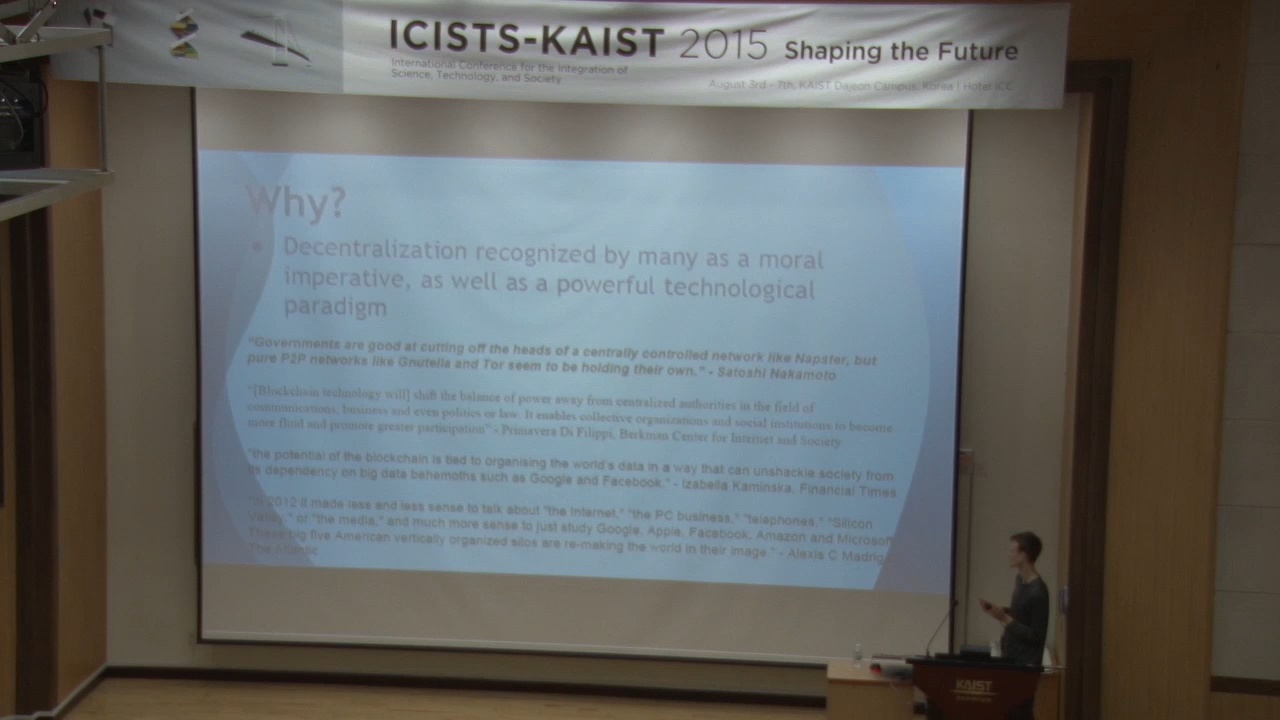 ICISTS-KAIST 2015 Shaping the Future
International Conference for the Integration of
Science, Technology, and Society
August 3rd - 7th, KAIST Daejeon Campus, Korea | Hotel ICC
Why?
• Decentralization recognized by many as a moral
imperative, as well as a powerful technological
paradigm
"Governments are good at cutting off the heads of a centrally controlled network like Napster, but
pure P2P networks like Gnutella and Tor seem to be holding their own." - Satoshi Nakamoto
"[Blockchain technology will] shift the balance of power away from centralized authorities in the field of
communications, business and even politics or law. It enables collective organizations and social institutions to become
more fluid and promote greater participation" - Primavera Di Filippi, Berkman Center for Internet and Society
"the potential of the blockchain is tied to organising the world's data in a way that can unshackle society from
its dependency on big data behemoths such as Google and Facebook." - Izabella Kaminska, Financial Times
"In 2012 it made less and less sense to talk about "the Internet," "the PC business," "telephones," "Silicon
Valley," or "the media," and much more sense to just study Google, Apple, Facebook, Amazon and Microsoft
These big five American vertically organized silos are re-making the world in their image " - Alexis C Madrig
The Atlantic
KAIST